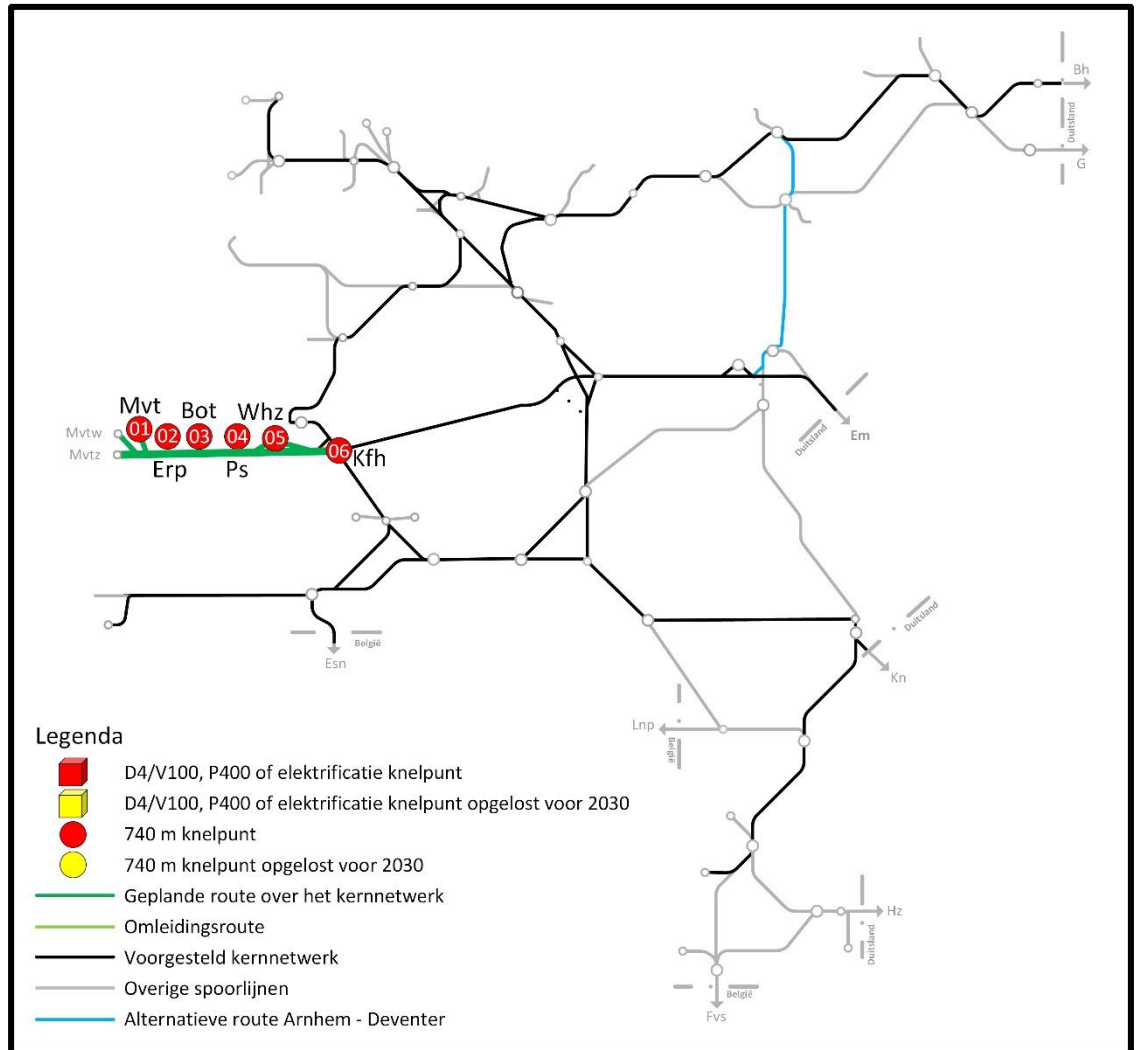 Bh
Duitsland
G
Mvt
Bot
Whz
01
02
03
04
05
06
Mvtw
Mvtz
Kfh
Erp
Ps
Duitsland
Em
België
Esn
Duitsland
Kn
Lnp
België
Hz
Duitsland
België
Fvs
Legenda
D4/V100, P400 of elektrificatie knelpunt
D4/V100, P400 of elektrificatie knelpunt opgelost voor 2030
740 m knelpunt
740 m knelpunt opgelost voor 2030
Geplande route over het kernnetwerk
Omleidingsroute
Voorgesteld kernnetwerk
Overige spoorlijnen
Alternatieve route Arnhem - Deventer